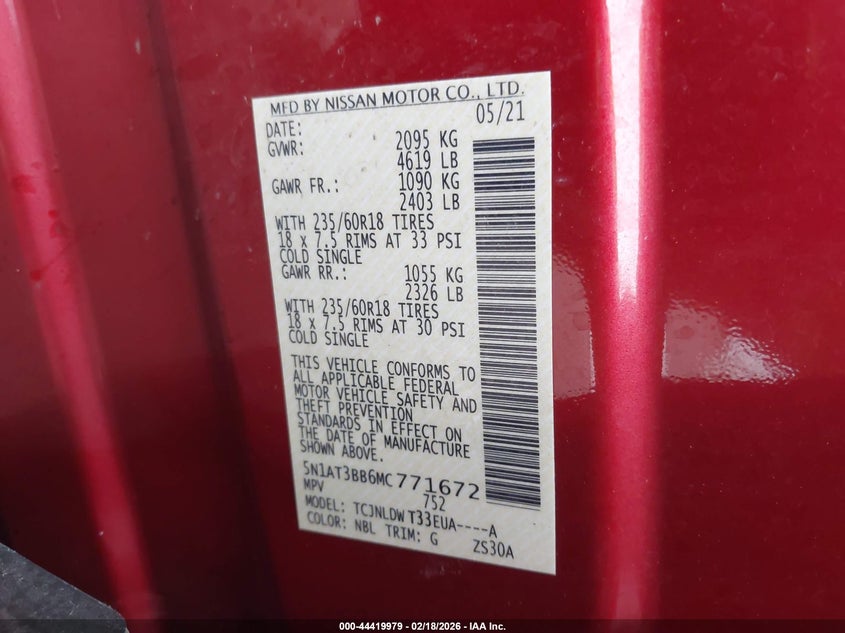 MFD BY NISSAN MOTOR CO., LTD.
DATE: 05/21
GVWR: 2095 KG
4619 LB
GAWR FR.: 1090 KG
2403 LB
WITH 235/60R18 TIRES
18 x 7.5 RIMS AT 33 PSI
COLD SINGLE
GAWR RR.: 1055 KG
2326 LB
WITH 235/60R18 TIRES
18 x 7.5 RIMS AT 30 PSI
COLD SINGLE
THIS VEHICLE CONFORMS TO
ALL APPLICABLE FEDERAL
MOTOR VEHICLE SAFETY AND
THEFT PREVENTION
STANDARDS IN EFFECT ON
THE DATE OF MANUFACTURE
SHOWN ABOVE.
5N1AT3BB6MC771672
MPV 752
MODEL: TCJNLDW T33EUA----A
COLOR: NBL TRIM: G ZS30A
000-44419979 - 02/18/2026 - IAA Inc.